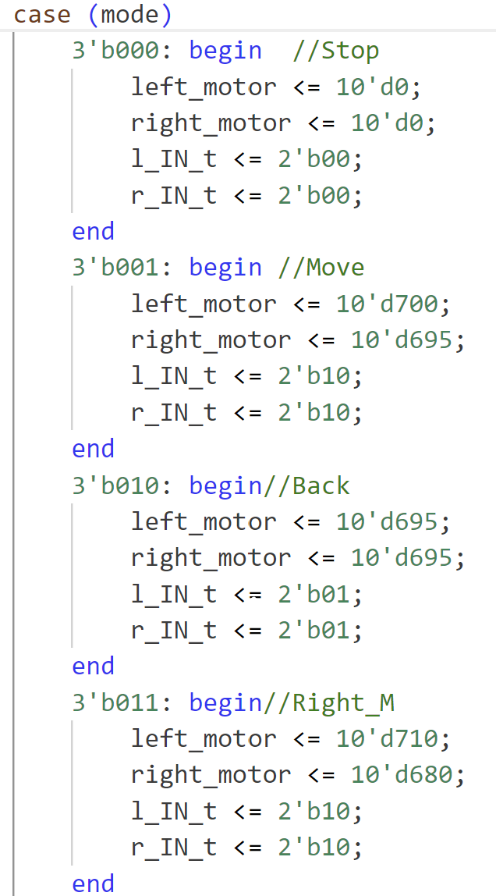 case (mode)
3'b000: begin  //Stop
left_motor <= 10'd0;
right_motor <= 10'd0;
l_IN_t <= 2'b00;
r_IN_t <= 2'b00;
end
3'b001: begin //Move
left_motor <= 10'd700;
right_motor <= 10'd695;
l_IN_t <= 2'b10;
r_IN_t <= 2'b10;
end
3'b010: begin//Back
left_motor <= 10'd695;
right_motor <= 10'd695;
l_IN_t <= 2'b01;
r_IN_t <= 2'b01;
end
3'b011: begin//Right_M
left_motor <= 10'd710;
right_motor <= 10'd680;
l_IN_t <= 2'b10;
r_IN_t <= 2'b10;
end